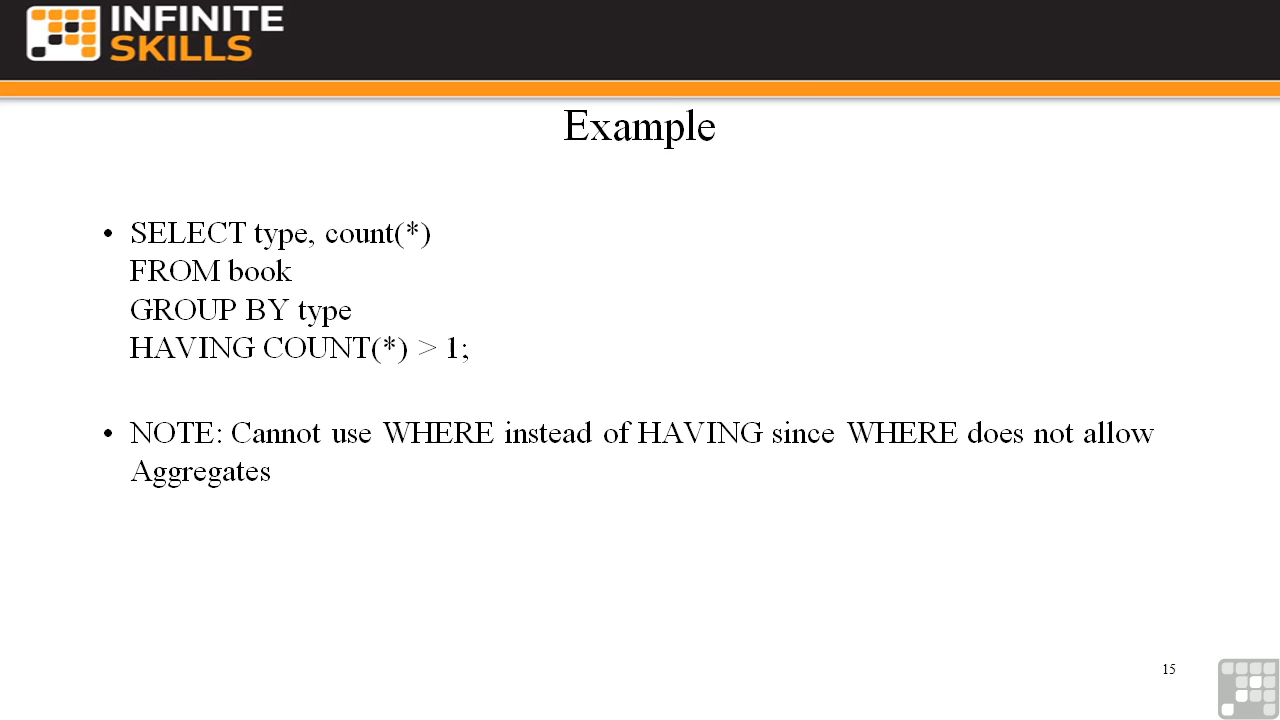 INFINITE
SKILLS
Example
• SELECT type, count(*)
FROM book
GROUP BY type
HAVING COUNT(*) > 1;
• NOTE: Cannot use WHERE instead of HAVING since WHERE does not allow
Aggregates
15